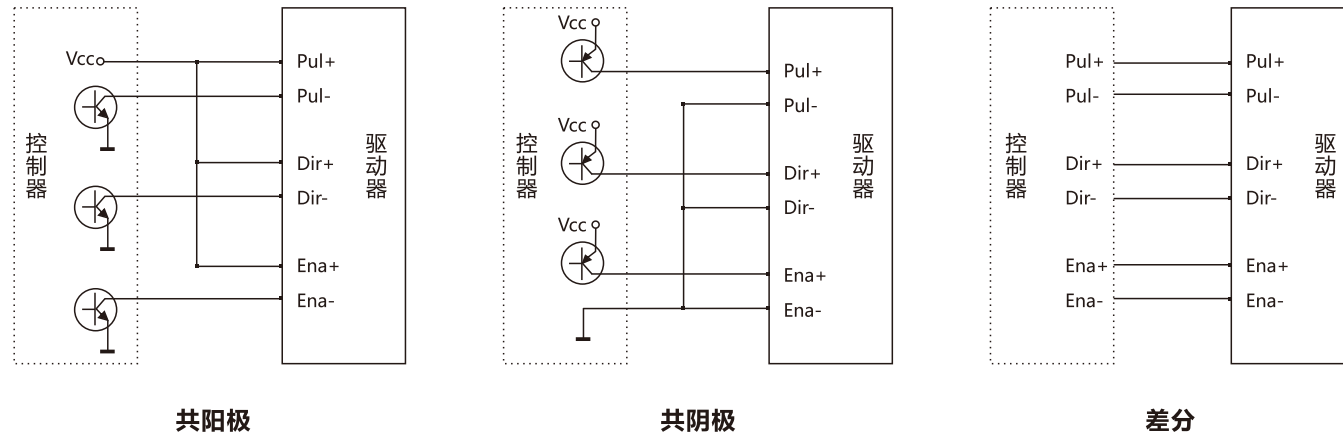 Vcc
Pul+
Pul-
Dir+
Dir-
Ena+
Ena-
控制器
驱动器
共阳极
Vcc
Vcc
Vcc
Pul+
Pul-
Dir+
Dir-
Ena+
Ena-
控制器
驱动器
共阴极
控制器
Pul+
Pul-
Dir+
Dir-
Ena+
Ena-
Pul+
Pul-
Dir+
Dir-
Ena+
Ena-
驱动器
差分